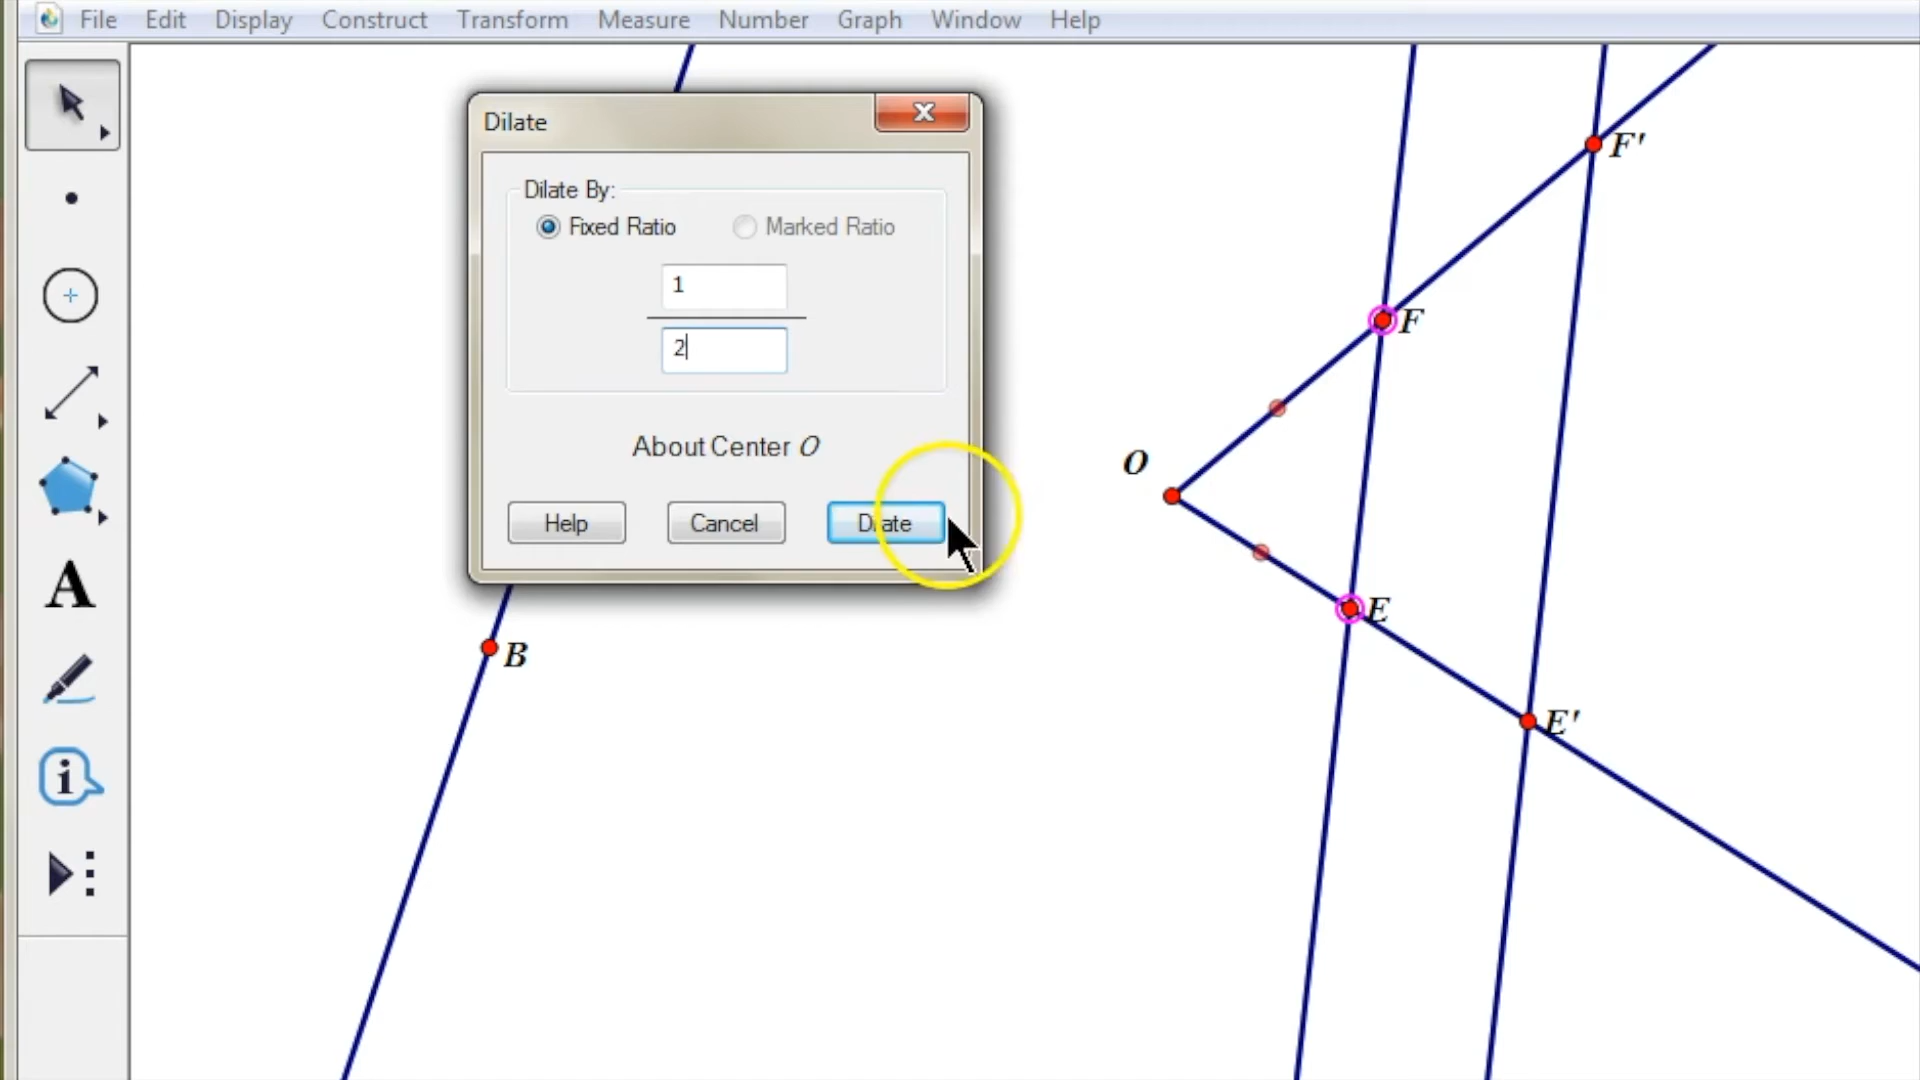 File Edit Display Construct Transform Measure Number Graph Window Help
Dilate
Dilate By:
Fixed Ratio Marked Ratio
1
2
About Center O
Help Cancel Dilate
F'
F
O
E
B
E'
A